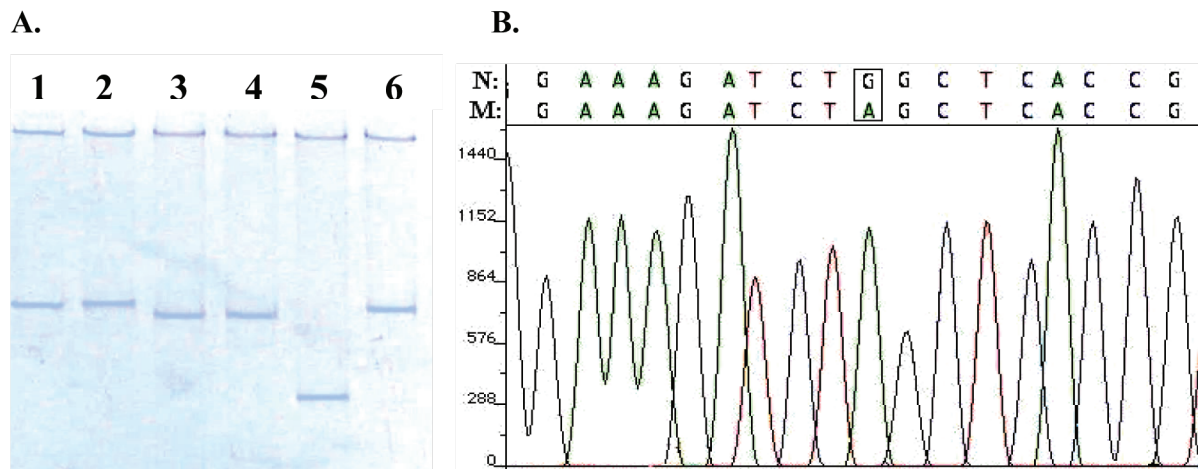 A.
B.
1 2 3 4 5 6
N: G A A A G A T C T G G C T C A C C G
M: G A A A G A T C T A G C T C A C C G
1440
1152
864
576
288
0